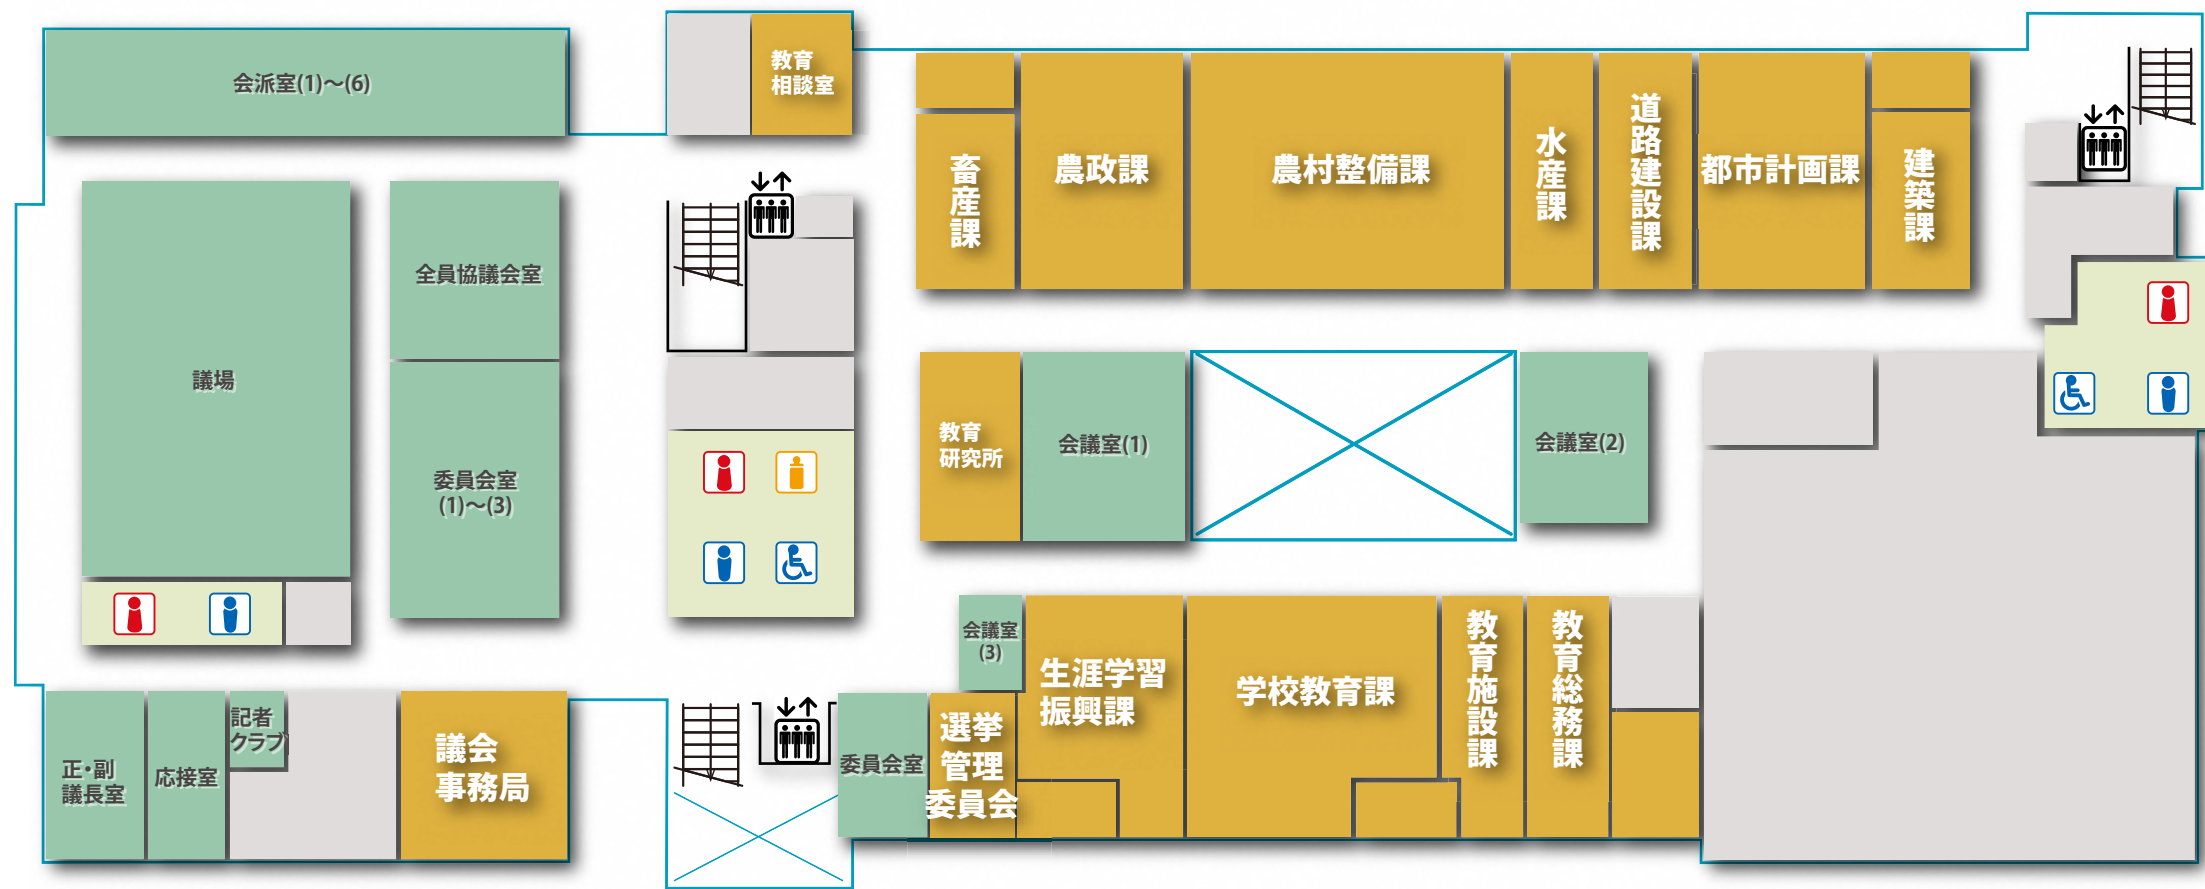 会派室(1)～(6)
教育
相談室
畜産課
農政課
農村整備課
水産課
道路建設課
都市計画課
建築課
議場
全員協議会室
委員会室
(1)～(3)
教育
研究所
会議室(1)
会議室(2)
正・副
議長室
応接室
記者
クラブ
議会
事務局
委員会室
選挙
管理
委員会
会議室
(3)
生涯学習
振興課
学校教育課
教育施設課
教育総務課